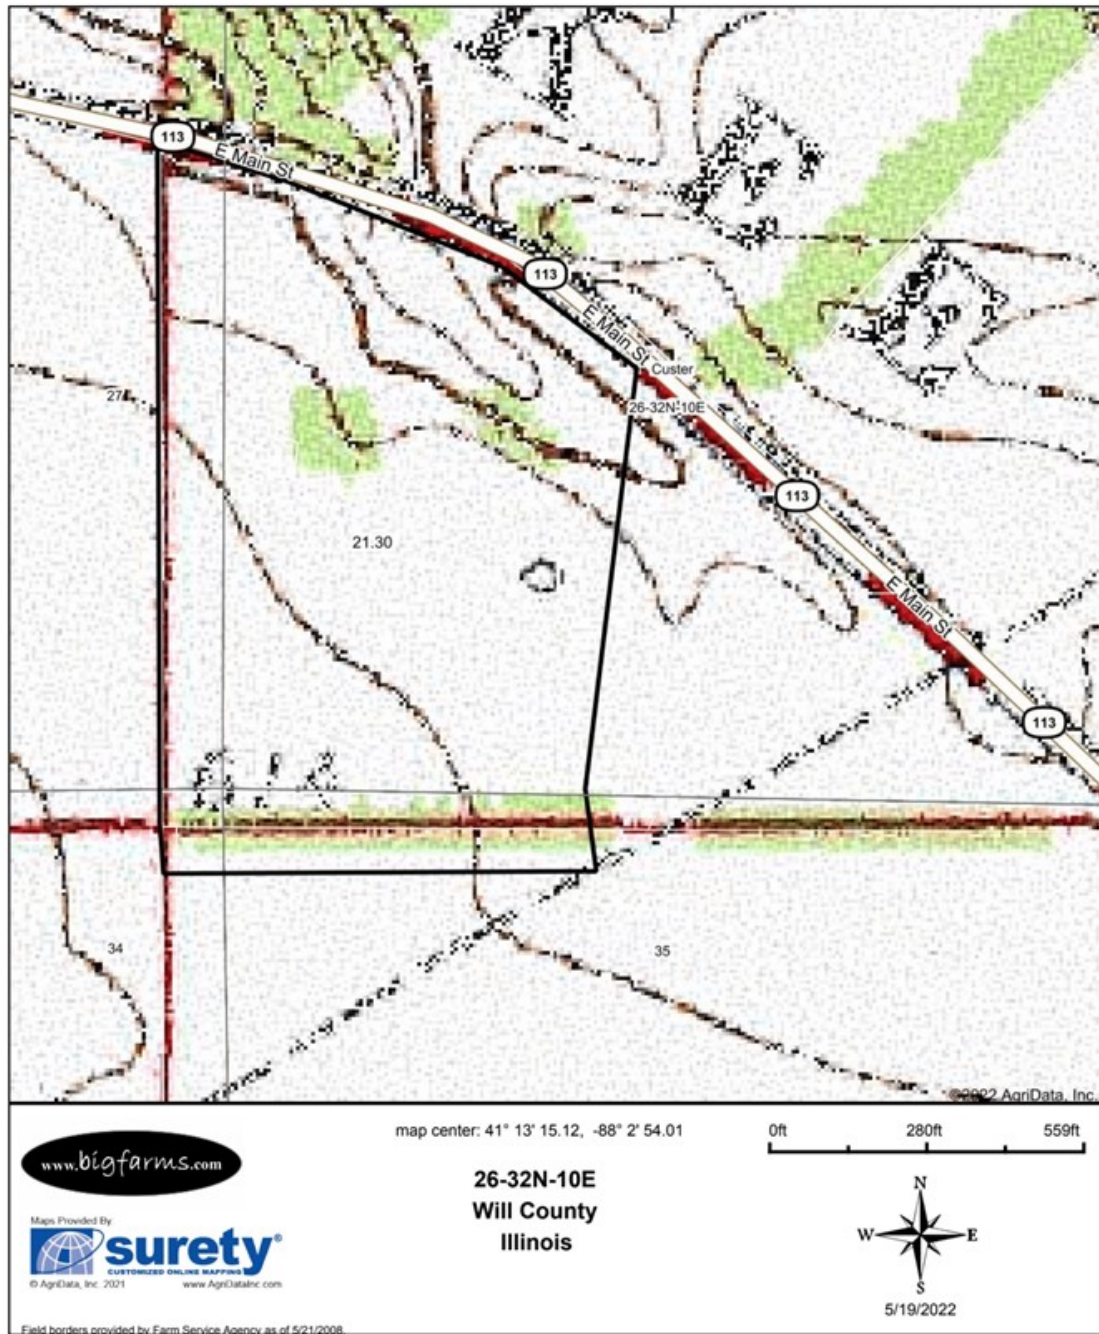 113
E Main St
113
E Main St
Custer
27
26-32N-10E
113
21.30
E Main St
113
34
35
©2022 AgriData, Inc.
www.bigfarms.com
Maps Provided By:
surety®
CUSTOMIZED ONLINE MAPPING
© AgriData, Inc. 2021
www.AgriDataInc.com
map center: 41° 13' 15.12, -88° 2' 54.01
26-32N-10E
Will County
Illinois
0ft 280ft 559ft
N
W E
S
5/19/2022
Field borders provided by Farm Service Agency as of 5/21/2008.